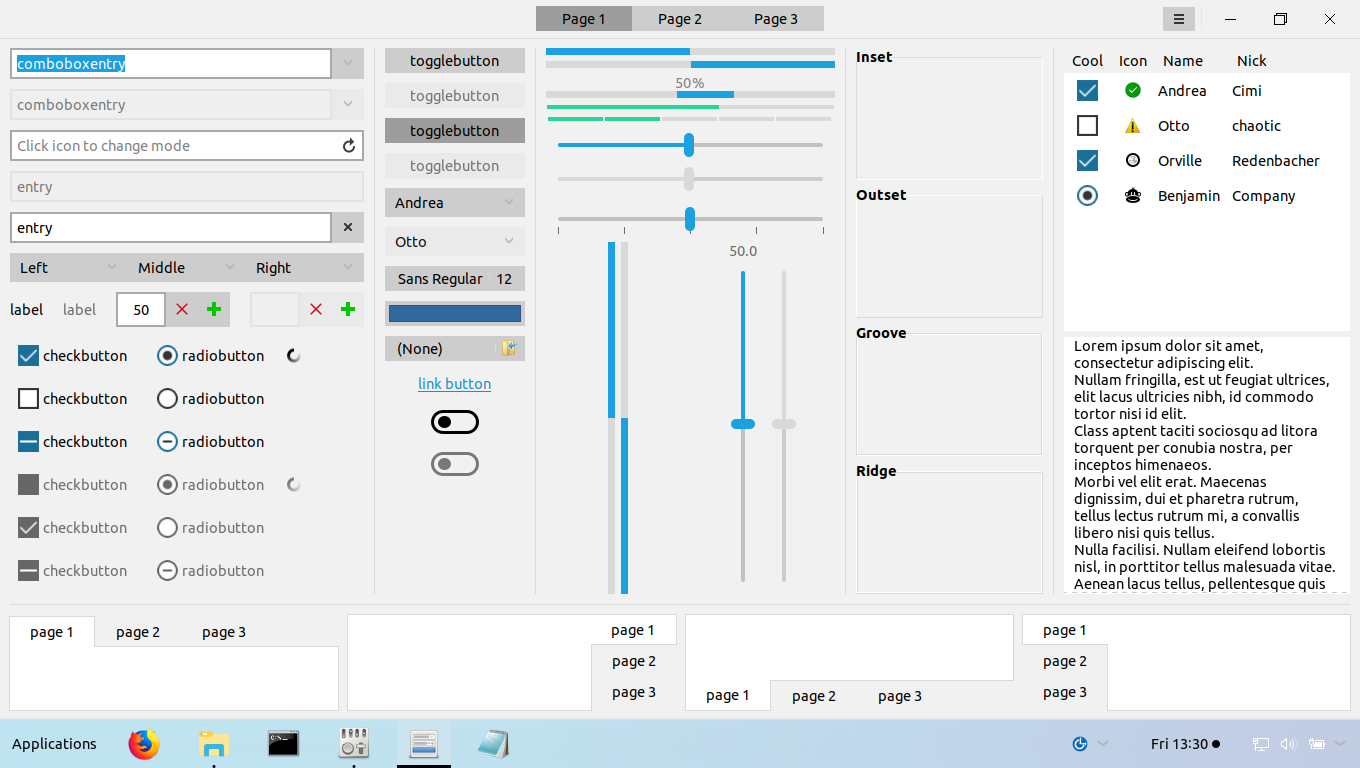 Page 1 Page 2 Page 3
comboboxentry
comboboxentry
Click icon to change mode
entry
entry
Left Middle Right
label label 50
checkbutton radiobutton
checkbutton radiobutton
checkbutton radiobutton
checkbutton radiobutton
checkbutton radiobutton
checkbutton radiobutton
togglebutton
togglebutton
togglebutton
togglebutton
Andrea
Otto
Sans Regular 12
(None)
link button
50%
50.0
Inset
Outset
Groove
Ridge
Cool Icon Name Nick
Andrea Cimi
Otto chaotic
Orville Redenbacher
Benjamin Company
Lorem ipsum dolor sit amet,
consectetur adipiscing elit.
Nullam fringilla, est ut feugiat ultrices,
elit lacus ultricies nibh, id commodo
tortor nisi id elit.
Class aptent taciti sociosqu ad litora
torquent per conubia nostra, per
inceptos himenaeos.
Morbi vel elit erat. Maecenas
dignissim, dui et pharetra rutrum,
tellus lectus rutrum mi, a convallis
libero nisi quis tellus.
Nulla facilisi. Nullam eleifend lobortis
nisl, in porttitor tellus malesuada vitae.
Aenean lacus tellus, pellentesque quis
page 1 page 2 page 3
page 1
page 2
page 3
page 1 page 2 page 3
page 1
page 2
page 3
Applications
Fri 13:30